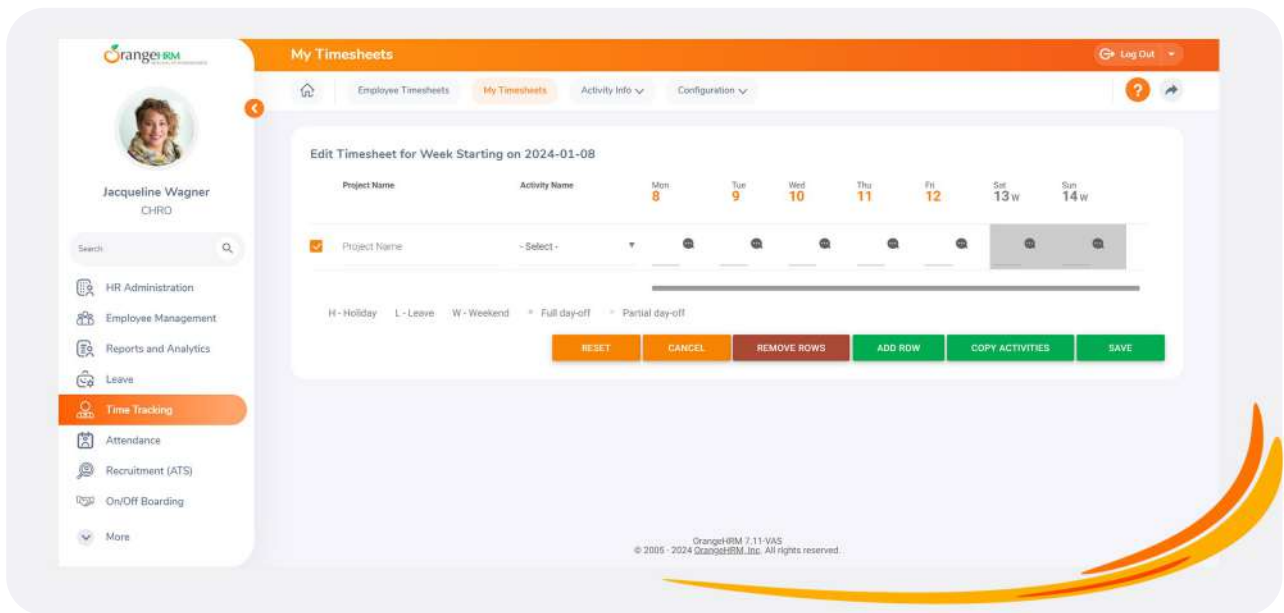 OrangeHRM
My Timesheets
Log Out
Employee Timesheets
My Timesheets
Activity Info
Configuration
?
Jacqueline Wagner
CHRO
Search
HR Administration
Employee Management
Reports and Analytics
Leave
Time Tracking
Attendance
Recruitment (ATS)
On/Off Boarding
More
Edit Timesheet for Week Starting on 2024-01-08
Project Name Activity Name Mon Tue Wed Thu Fri Sat Sun
8 9 10 11 12 13 W 14 W
Project Name - Select -
H - Holiday L - Leave W - Weekend Full day-off Partial day-off
RESET CANCEL REMOVE ROWS ADD ROW COPY ACTIVITIES SAVE
OrangeHRM 7.11-VAS
© 2005 - 2024 OrangeHRM, Inc. All rights reserved.